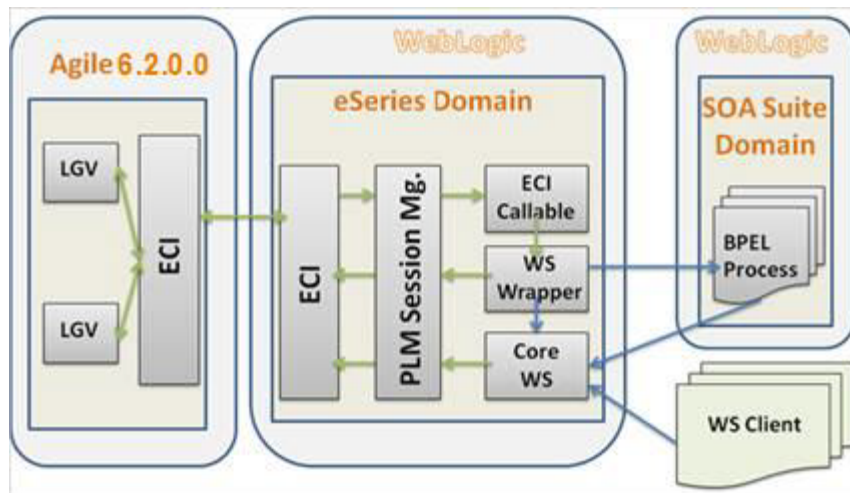 Agile 6.2.0.0
LGV
LGV
ECI
WebLogic
eSeries Domain
ECI
PLM Session Mg.
ECI
Callable
WS
Wrapper
Core
WS
WebLogic
SOA Suite
Domain
BPEL
Process
WS Client